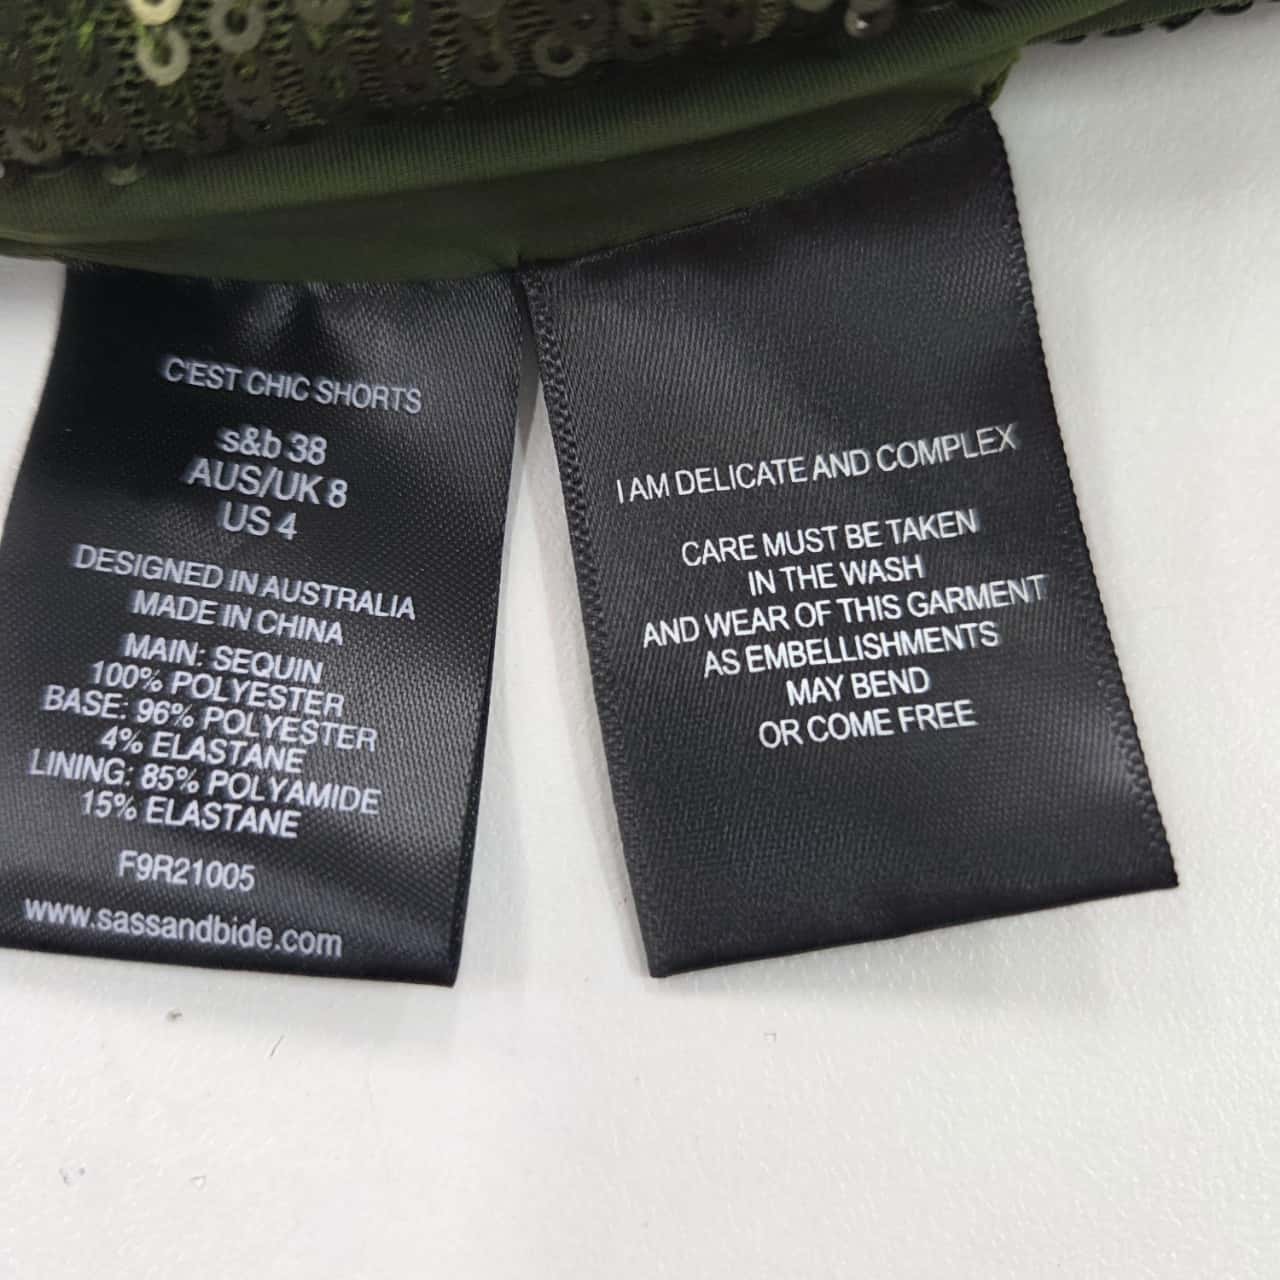 C'EST CHIC SHORTS
s&b 38
AUS/UK 8
US 4
DESIGNED IN AUSTRALIA
MADE IN CHINA
MAIN: SEQUIN
100% POLYESTER
BASE: 96% POLYESTER
4% ELASTANE
LINING: 85% POLYAMIDE
15% ELASTANE
F9R21005
www.sassandbide.com
I AM DELICATE AND COMPLEX
CARE MUST BE TAKEN
IN THE WASH
AND WEAR OF THIS GARMENT
AS EMBELLISHMENTS
MAY BEND
OR COME FREE